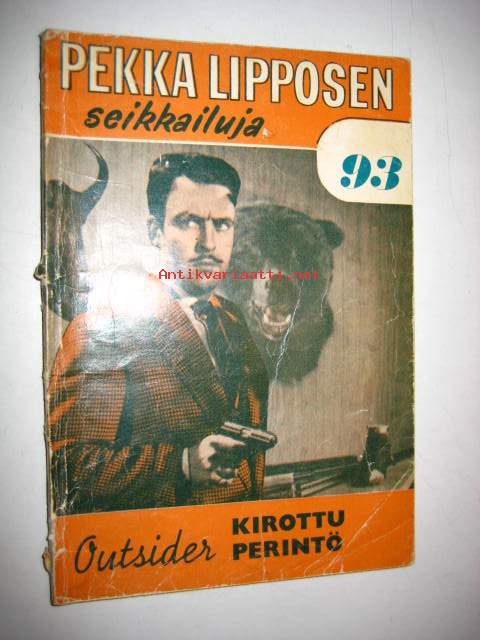 PEKKA LIPPOSEN
seikkailuja
93
Antikvariaatti.net
Outsider
KIROTTU
PERINTÖ